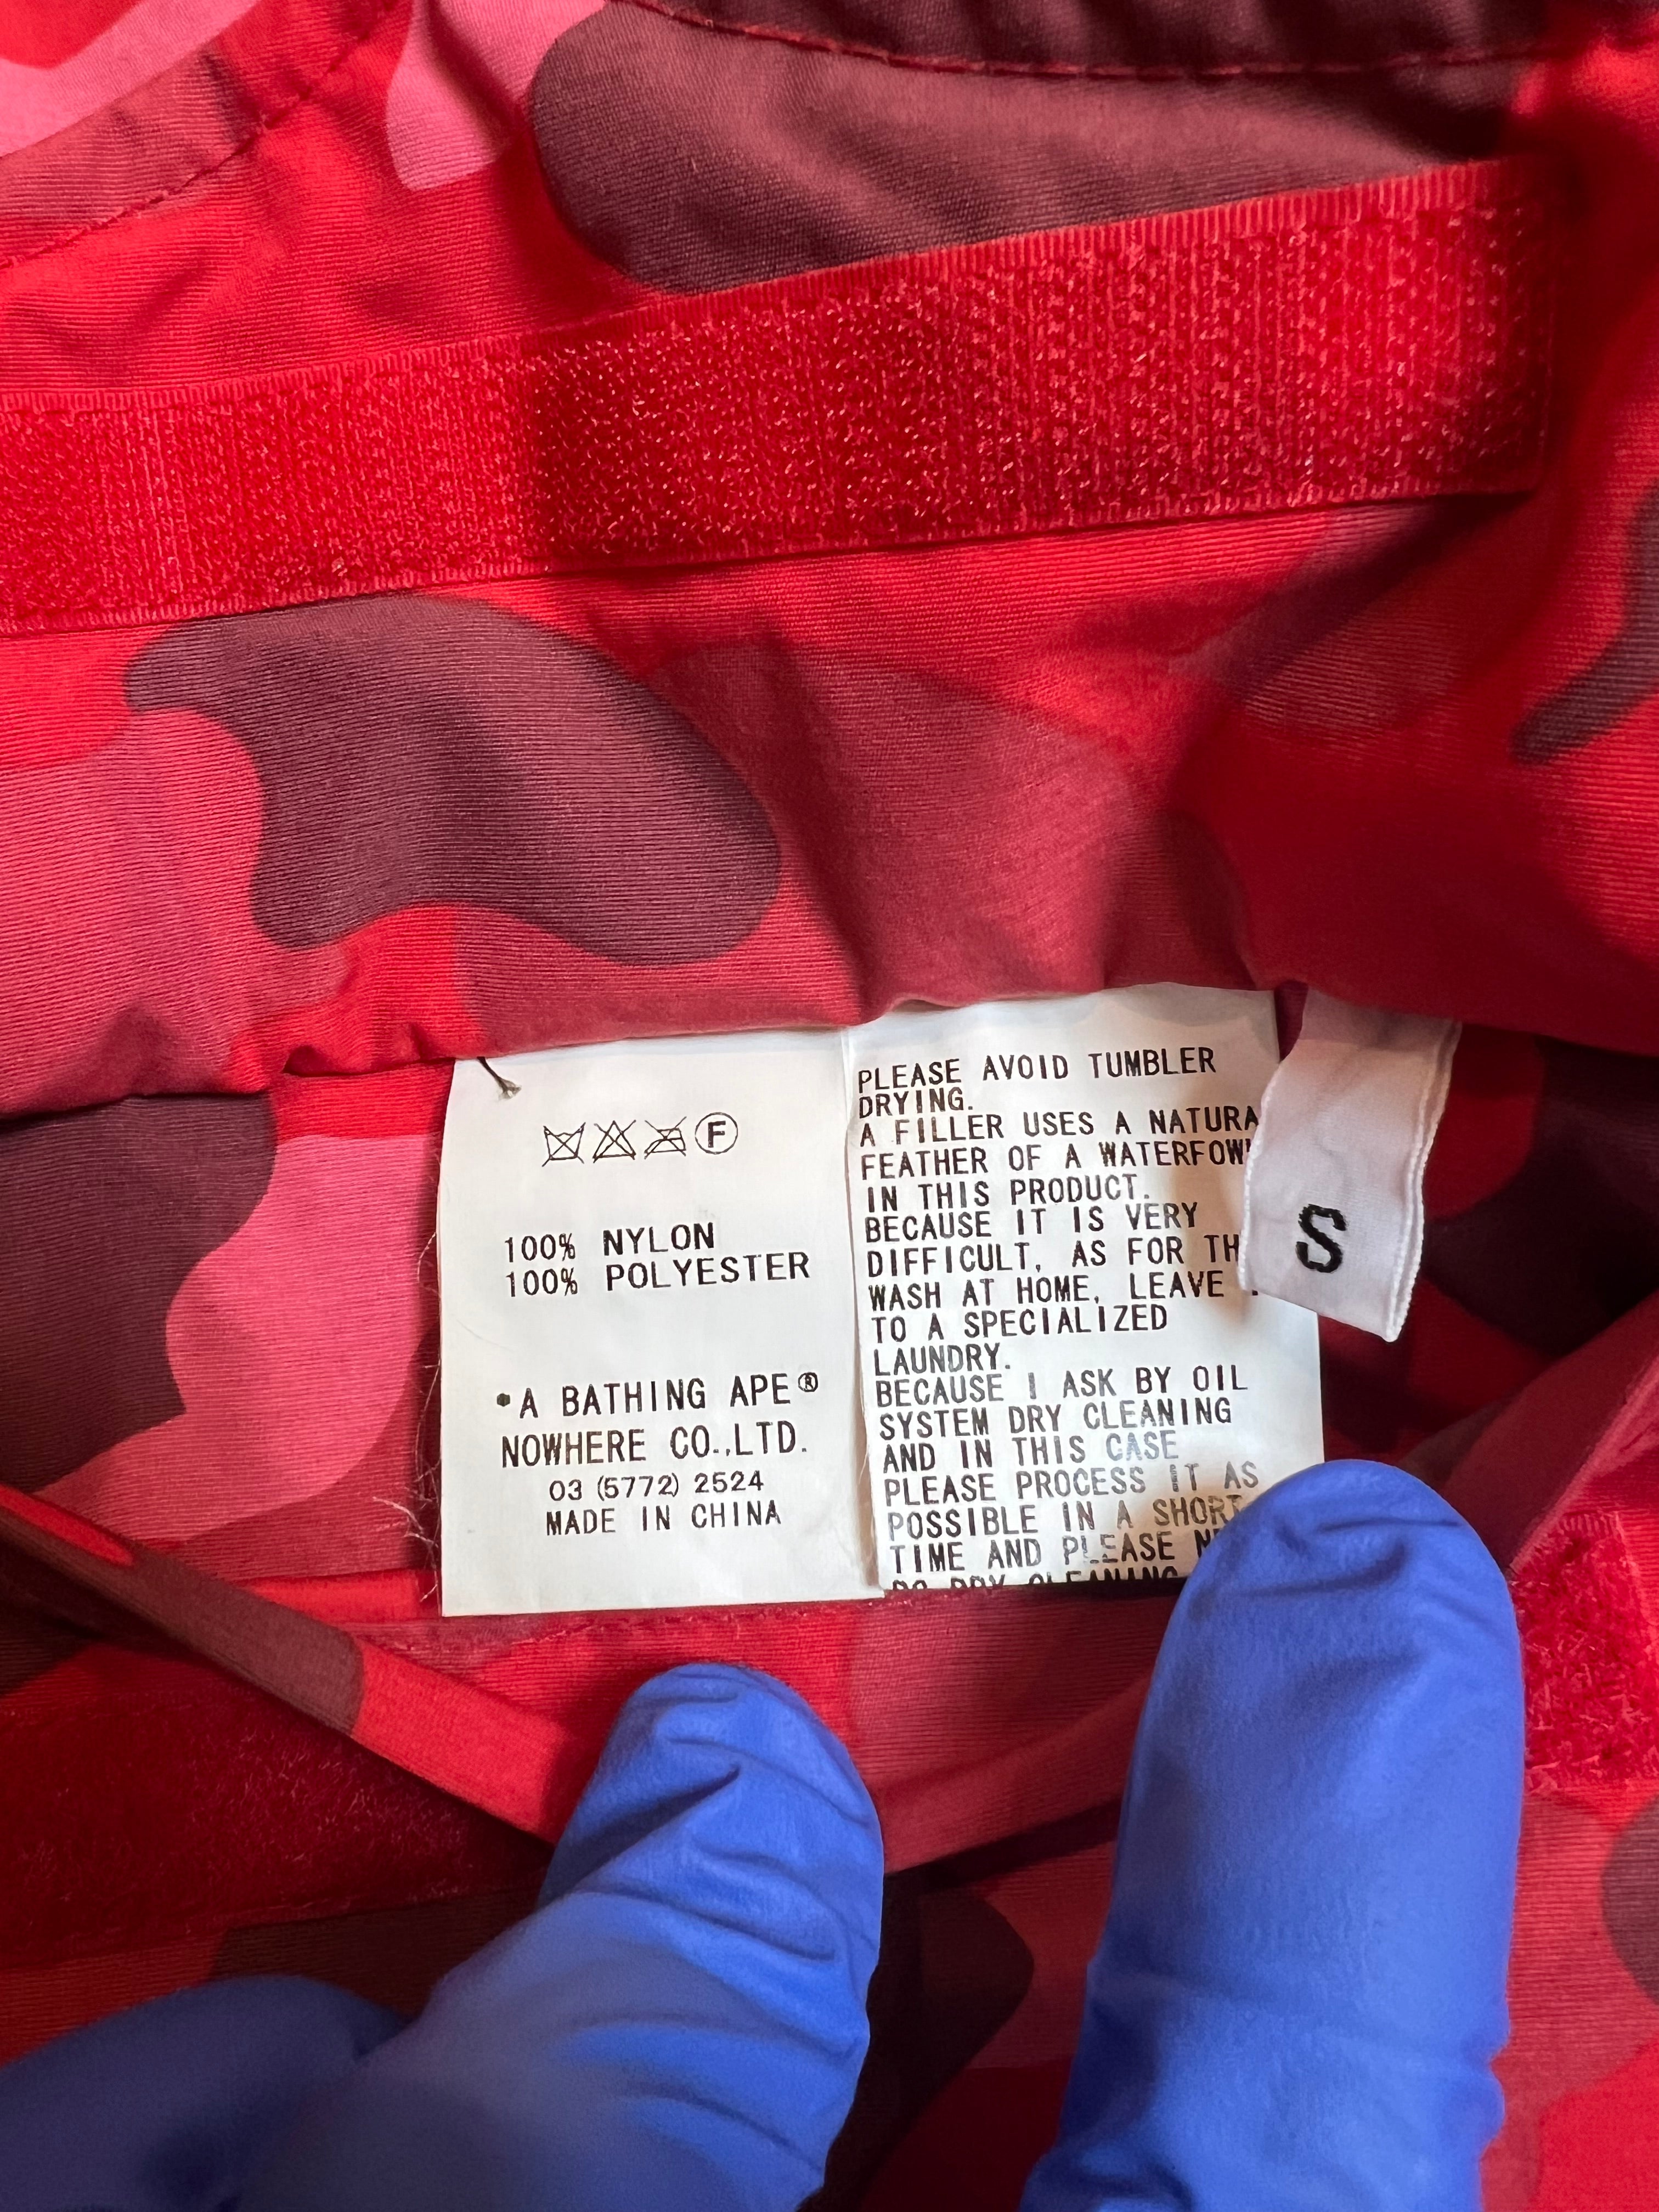 F
100% NYLON
100% POLYESTER
•A BATHING APE®
NOWHERE CO.,LTD.
03 (5772) 2524
MADE IN CHINA
PLEASE AVOID TUMBLER
DRYING.
A FILLER USES A NATURA
FEATHER OF A WATERFOW
IN THIS PRODUCT.
BECAUSE IT IS VERY
DIFFICULT, AS FOR TH
WASH AT HOME, LEAVE
TO A SPECIALIZED
LAUNDRY.
BECAUSE I ASK BY OIL
SYSTEM DRY CLEANING
AND IN THIS CASE
PLEASE PROCESS IT AS
POSSIBLE IN A SHORT
TIME AND PLEASE
DO DRY CLEANING
S